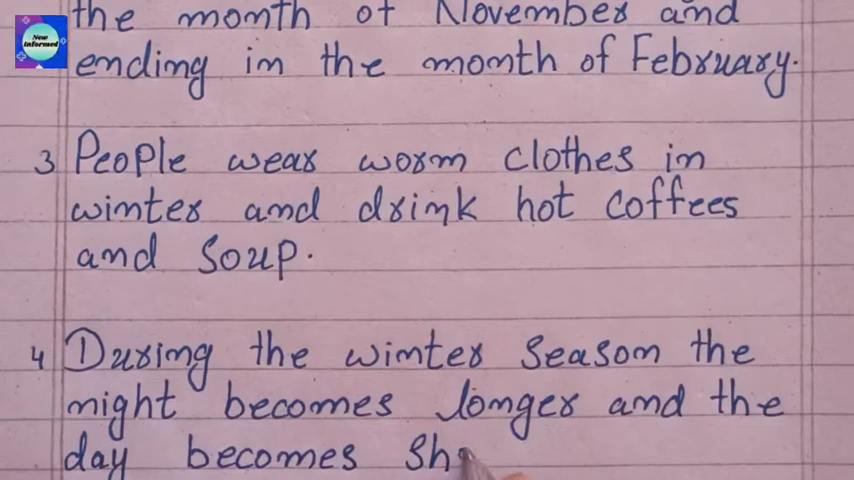 New
informed
the month of November and
ending in the month of February.
3 People wear worm clothes in
winter and drink hot coffees
and Soup.
4 During the winter season the
night becomes longer and the
day becomes sh